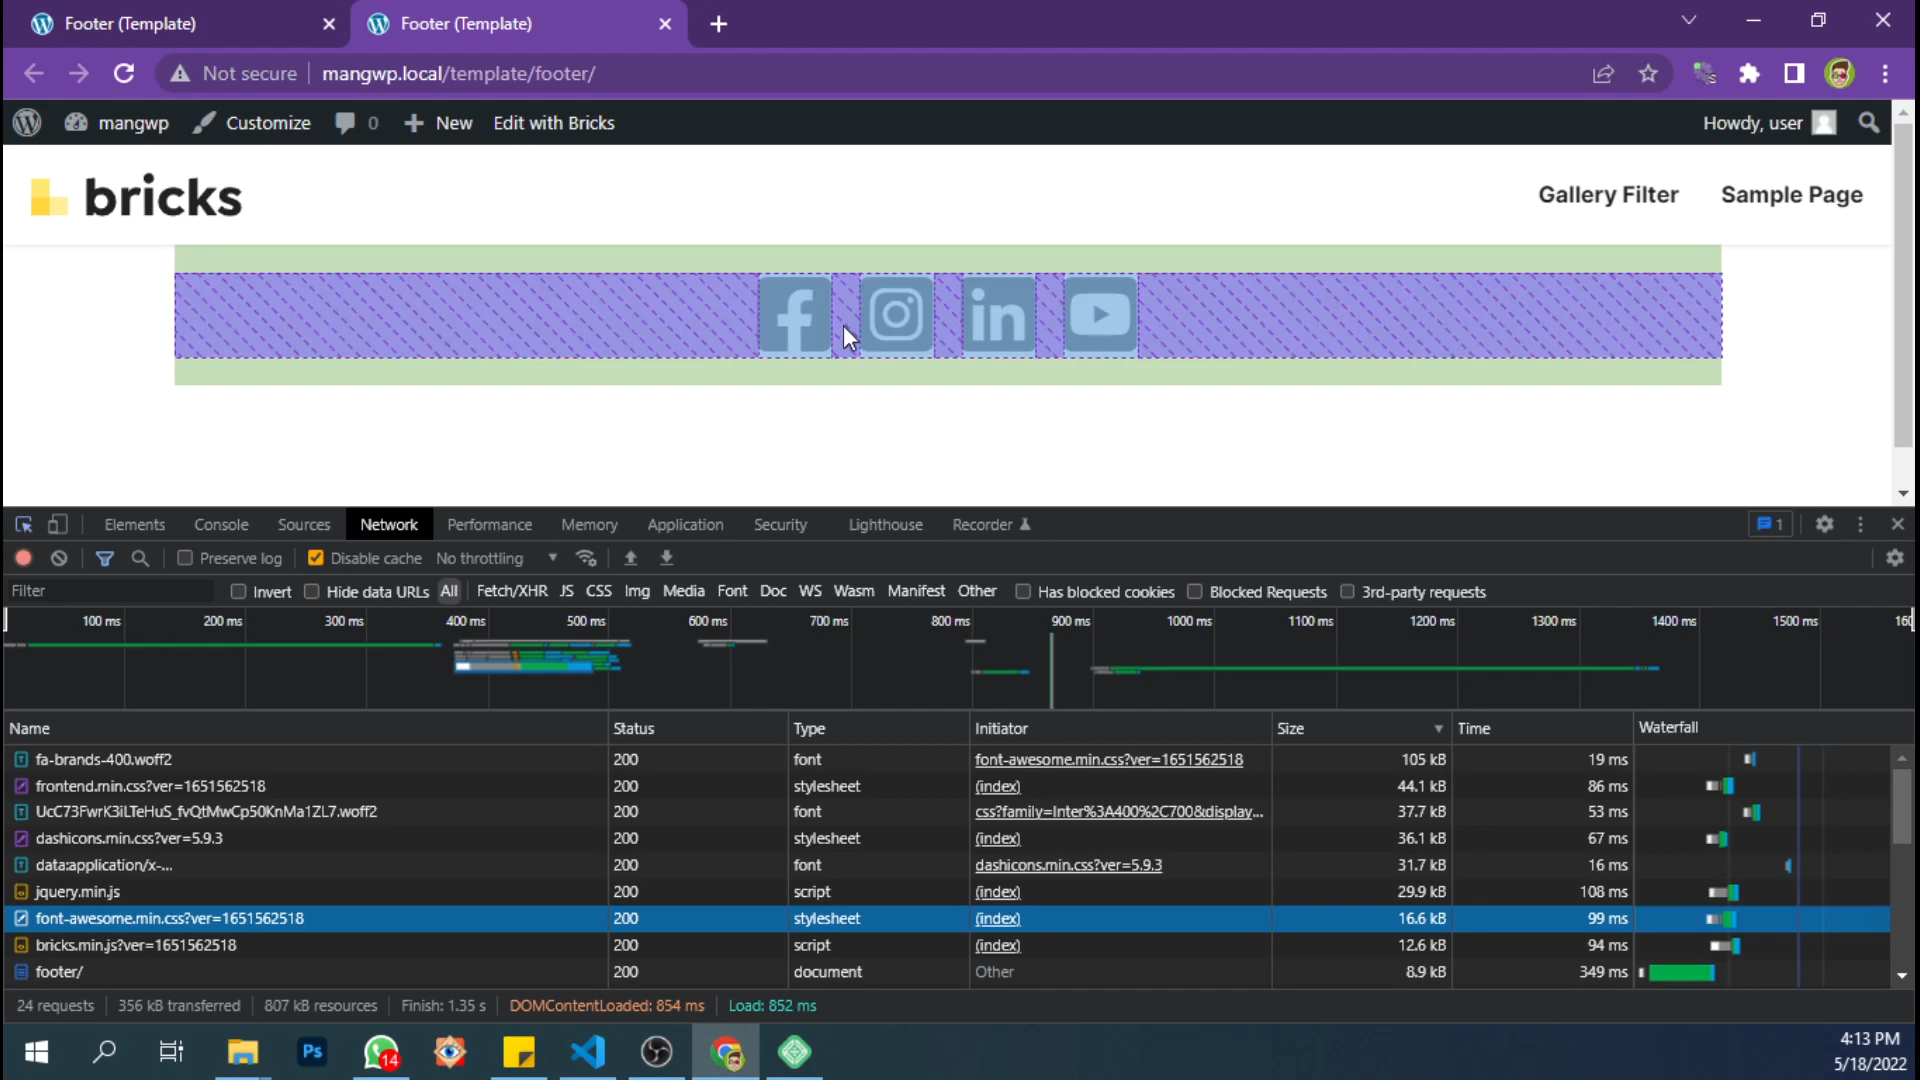 Footer (Template)
Footer (Template)
Not secure
mangwp.local/template/footer/
mangwp
Customize
0
New
Edit with Bricks
Howdy, user
bricks
Gallery Filter
Sample Page
f
in
Elements
Console
Sources
Network
Performance
Memory
Application
Security
Lighthouse
Recorder
1
Preserve log
Disable cache
No throttling
Filter
Invert
Hide data URLs
All
Fetch/XHR
JS
CSS
Img
Media
Font
Doc
WS
Wasm
Manifest
Other
Has blocked cookies
Blocked Requests
3rd-party requests
100 ms
200 ms
300 ms
400 ms
500 ms
600 ms
700 ms
800 ms
900 ms
1000 ms
1100 ms
1200 ms
1300 ms
1400 ms
1500 ms
Name Status Type Initiator Size Time Waterfall
fa-brands-400.woff2 200 font font-awesome.min.css?ver=1651562518 105 kB 19 ms
frontend.min.css?ver=1651562518 200 stylesheet (index) 44.1 kB 86 ms
UcC73FwrK3iLTeHuS_fvQtMwCp50KnMa1ZL7.woff2 200 font css?family=Inter%3A400%2C700&display... 37.7 kB 53 ms
dashicons.min.css?ver=5.9.3 200 stylesheet (index) 36.1 kB 67 ms
data:application/x-... 200 font dashicons.min.css?ver=5.9.3 31.7 kB 16 ms
jquery.min.js 200 script (index) 29.9 kB 108 ms
font-awesome.min.css?ver=1651562518 200 stylesheet (index) 16.6 kB 99 ms
bricks.min.js?ver=1651562518 200 script (index) 12.6 kB 94 ms
footer/ 200 document Other 8.9 kB 349 ms
24 requests
356 kB transferred
807 kB resources
Finish: 1.35 s
DOMContentLoaded: 854 ms
Load: 852 ms
Ps
14
4:13 PM
5/18/2022